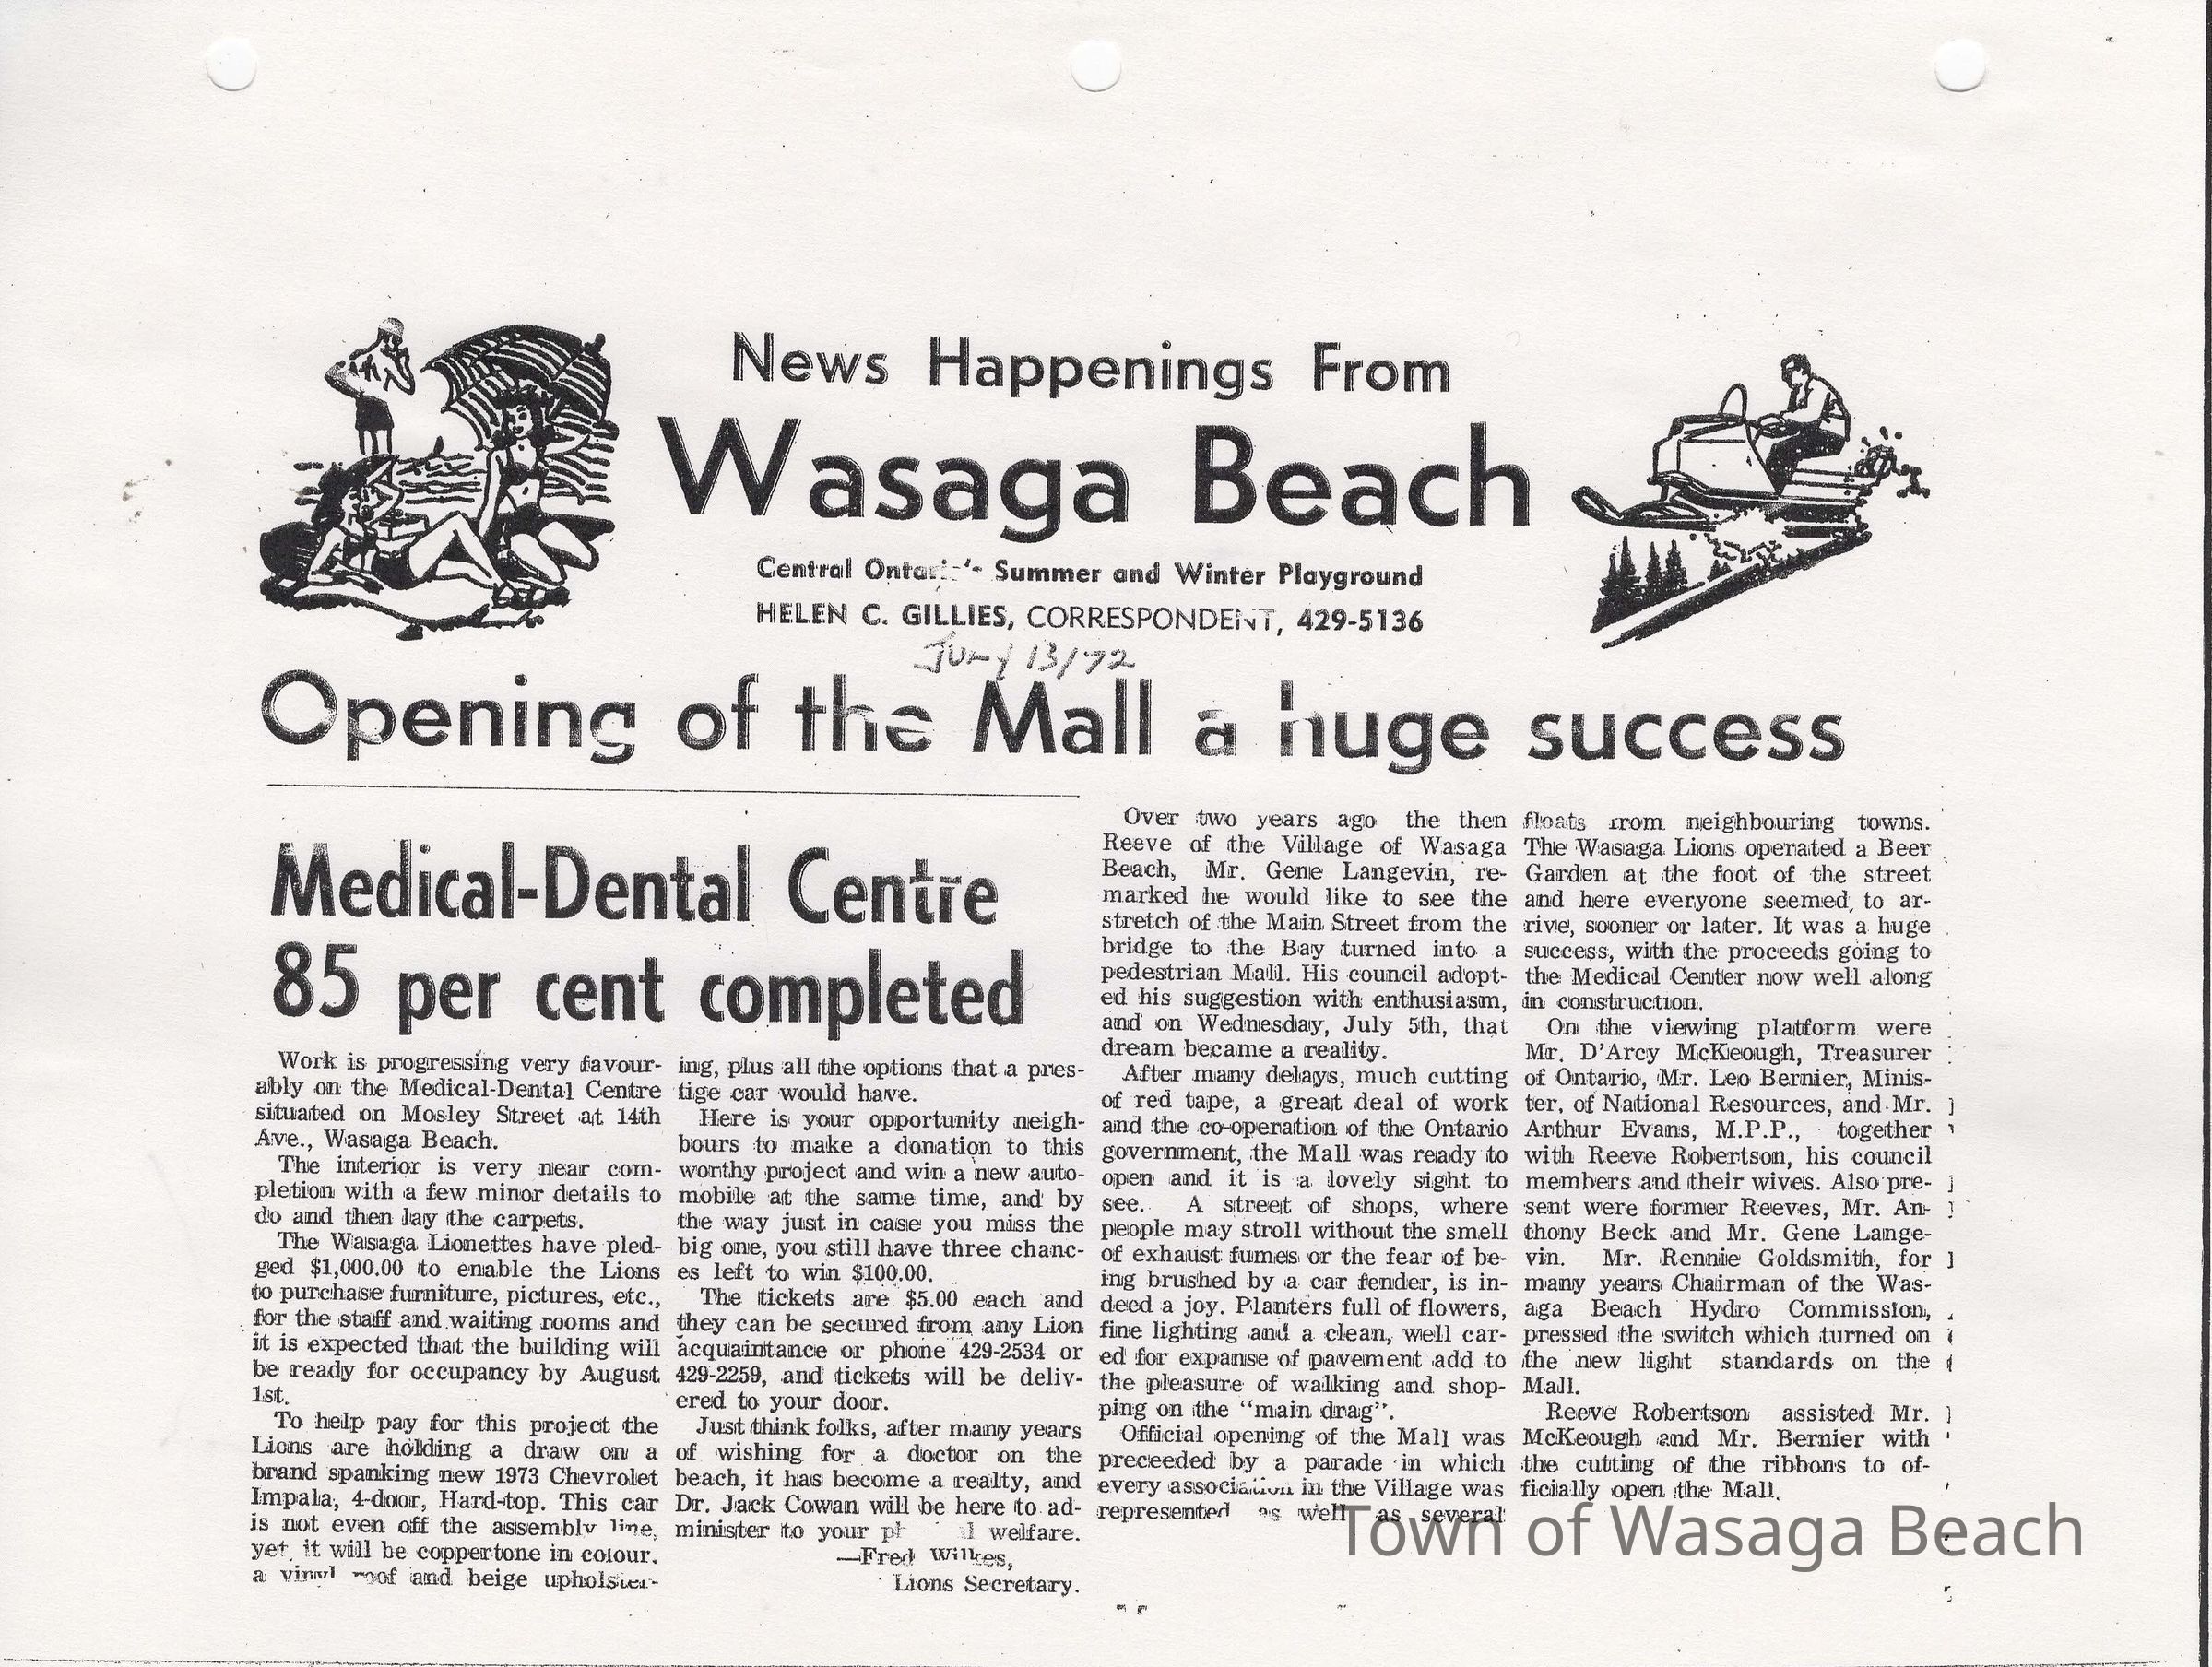 News Happenings From
Wasaga Beach
Central Summer and Winter Playground
HELEN C. GILLIES, CORRESPONDENT, 429-5136
July 13/72
Opening of the Mall a huge success
Medical-Dental Centre
85 per cent completed
Work is progressing very favour-
ably on the Medical-Dental Centre
situated on Mosley Street at 14th
Ave., Wasaga Beach.
The interior is very near com-
pletion with a few minor details to
do and then lay the carpets.
The Wasaga Lionettes have pled-
ged $1,000.00 to enable the Lions
to purchase furniture, pictures, etc.,
for the staff and waiting rooms and
it is expected that the building will
be ready for occupancy by August
1st.
To help pay for this project the
Lions are holding a draw on a
brand spanking new 1973 Chevrolet
Impala, 4-door, Hard-top. This car
is not even off the assembly line,
yet it will be coppertone in colour,
a vinyl roof and beige upholster-
ing, plus all the options that a pres-
tige car would have.
Here is your opportunity neigh-
bours to make a donation to this
worthy project and win a new auto-
mobile at the same time, and by
the way just in case you miss the
big one, you still have three chanc-
es left to win $100.00.
The tickets are $5.00 each and
they can be secured from any Lion
acquaintance or phone 429-2534 or
429-2259, and tickets will be deliv-
ered to your door.
Just think folks, after many years
of wishing for a doctor on the
beach, it has become a realty, and
Dr. Jack Cowan will be here to ad-
minister to your welfare.
—Fred Wilkes,
Lions Secretary.
Over two years ago the then
Reeve of the Village of Wasaga
Beach, Mr. Gene Langevin, re-
marked he would like to see the
stretch of the Main Street from the
bridge to the Bay turned into a
pedestrian Mall. His council adopt-
ed his suggestion with enthusiasm,
and on Wednesday, July 5th, that
dream became a reality.
After many delays, much cutting
of red tape, a great deal of work
and the co-operation of the Ontario
government, the Mall was ready to
open and it is a lovely sight to
see. A street of shops, where
people may stroll without the smell
of exhaust fumes or the fear of be-
ing brushed by a car fender, is in-
deed a joy. Planters full of flowers,
fine lighting and a clean, well car-
ed for expanse of pavement add to
the pleasure of walking and shop-
ping on the "main drag".
Official opening of the Mall was
preceeded by a parade in which
every association in the Village was
represented as well as several
floats from neighbouring towns.
The Wasaga Lions operated a Beer
Garden at the foot of the street
and here everyone seemed to ar-
rive, sooner or later. It was a huge
success, with the proceeds going to
the Medical Center now well along
in construction.
On the viewing platform were
Mr. D'Arcy McKeough, Treasurer
of Ontario, Mr. Leo Bernier, Minis-
ter, of National Resources, and Mr.
Arthur Evans, M.P.P., together
with Reeve Robertson, his council
members and their wives. Also pre-
sent were former Reeves, Mr. An-
thony Beck and Mr. Gene Lange-
vin. Mr. Rennie Goldsmith, for
many years Chairman of the Was-
aga Beach Hydro Commission,
pressed the switch which turned on
the new light standards on the
Mall.
Reeve Robertson assisted Mr.
McKeough and Mr. Bernier with
the cutting of the ribbons to of-
ficially open the Mall.
Town of Wasaga Beach